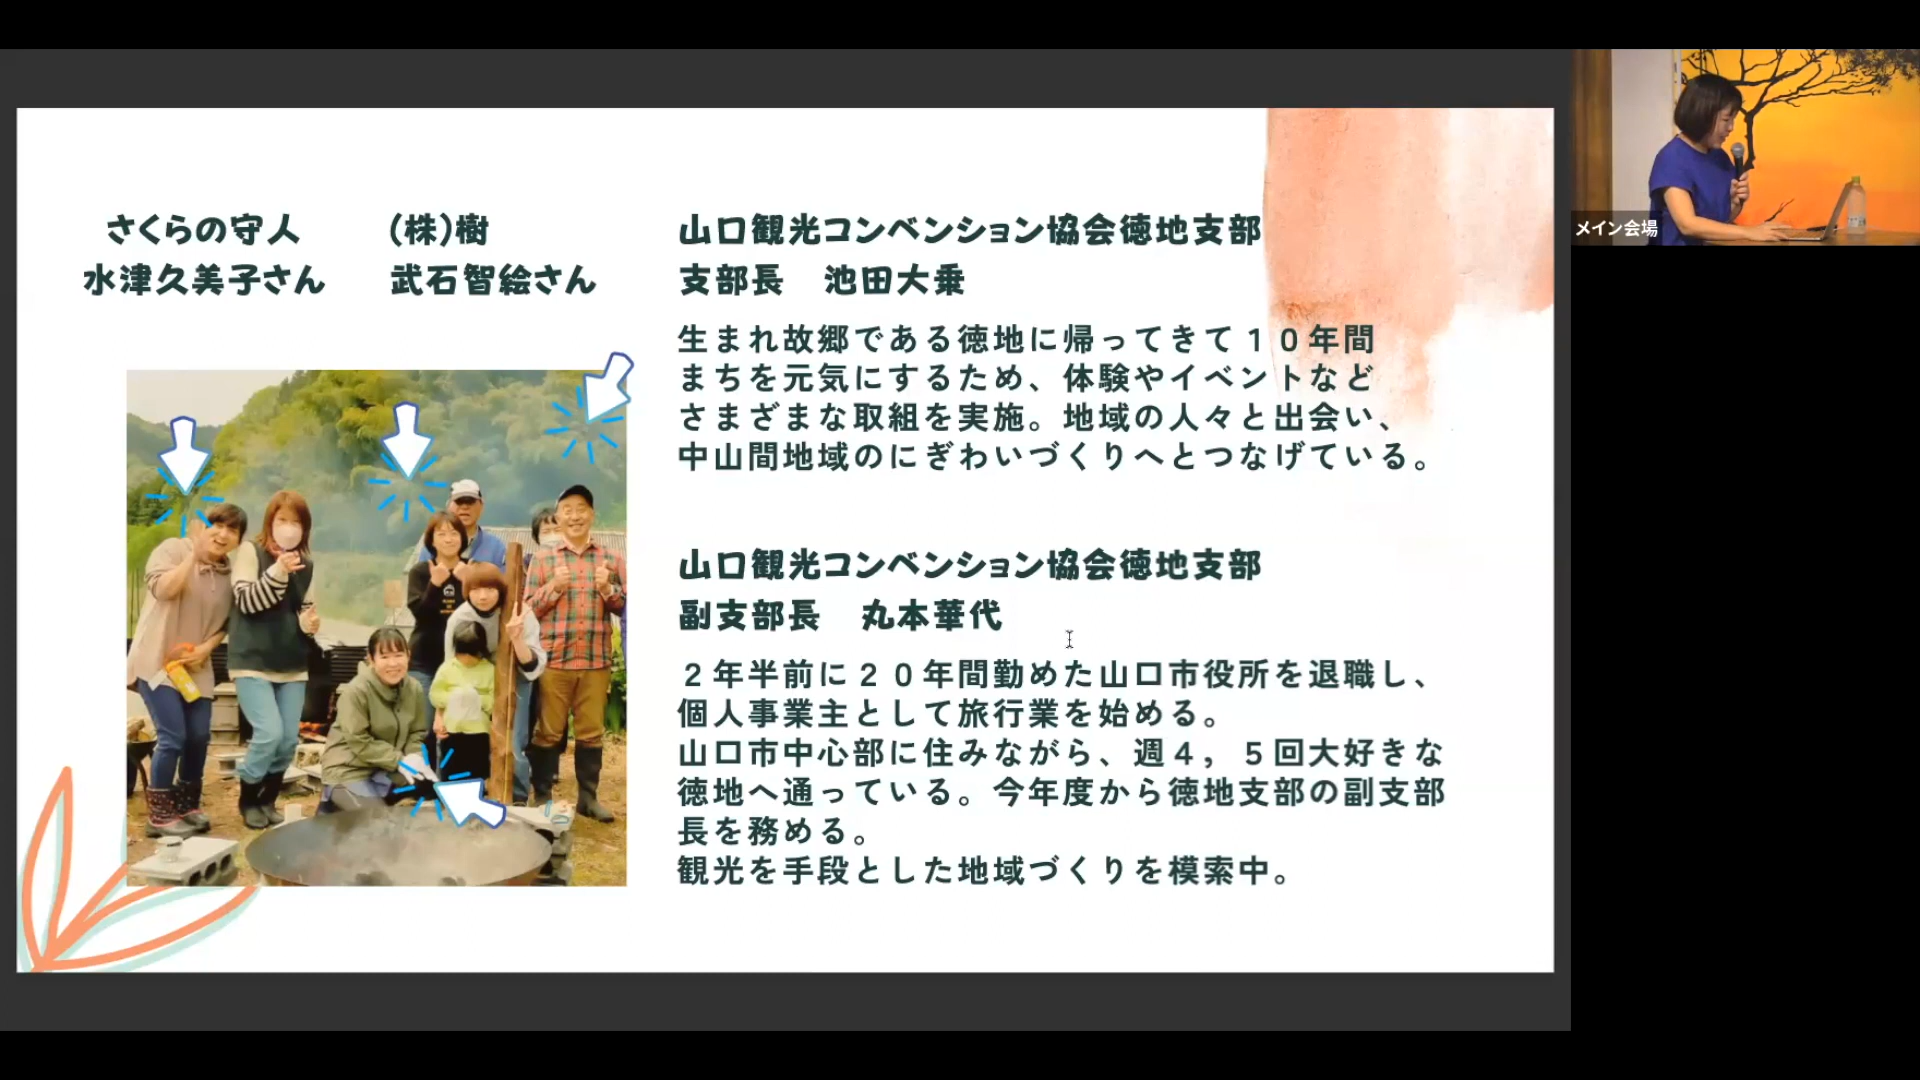 さくらの守人
水津久美子さん
(株)樹
武石智絵さん
山口観光コンベンション協会徳地支部
支部長　池田大乗
生まれ故郷である徳地に帰ってきて１０年間
まちを元気にするため、体験やイベントなど
さまざまな取組を実施。地域の人々と出会い、
中山間地域のにぎわいづくりへとつなげている。
山口観光コンベンション協会徳地支部
副支部長　丸本華代
２年半前に２０年間勤めた山口市役所を退職し、
個人事業主として旅行業を始める。
山口市中心部に住みながら、週４，５回大好きな
徳地へ通っている。今年度から徳地支部の副支部
長を務める。
観光を手段とした地域づくりを模索中。
メイン会場